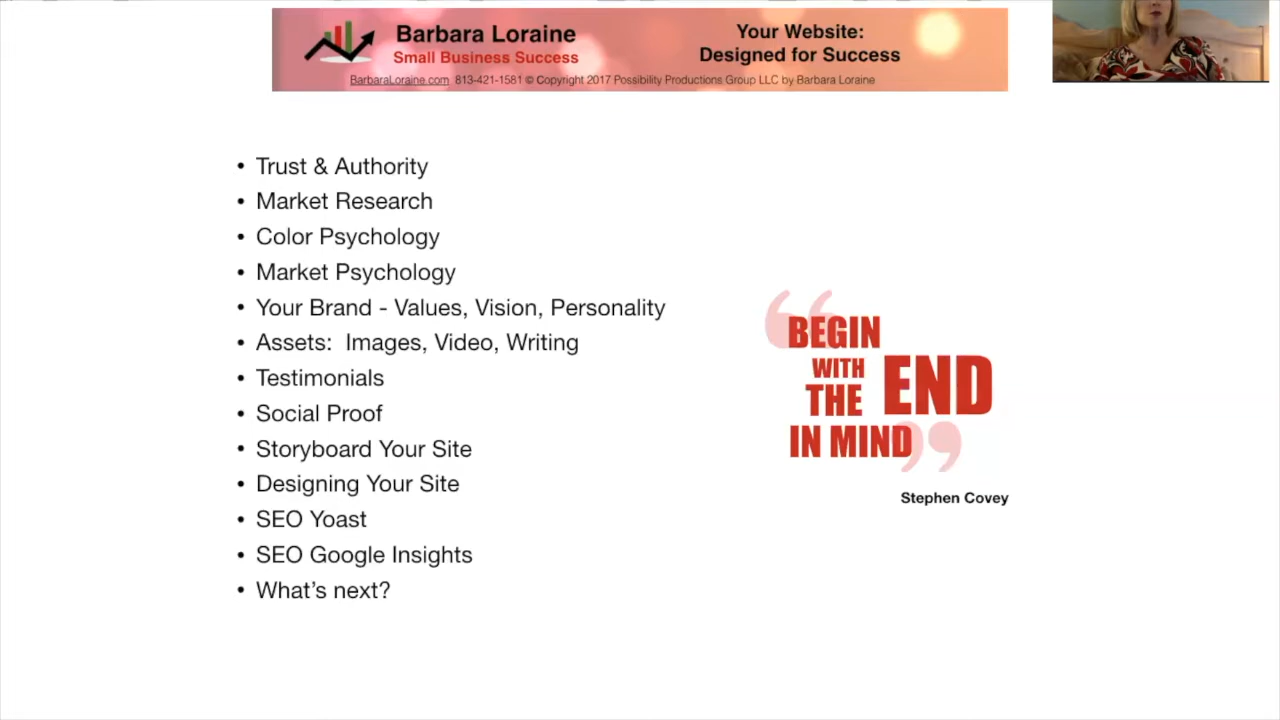 Barbara Loraine
Small Business Success
Your Website:
Designed for Success
BarbaraLoraine.com 813-421-1581 © Copyright 2017 Possibility Productions Group LLC by Barbara Loraine
• Trust & Authority
• Market Research
• Color Psychology
• Market Psychology
• Your Brand - Values, Vision, Personality
• Assets: Images, Video, Writing
• Testimonials
• Social Proof
• Storyboard Your Site
• Designing Your Site
• SEO Yoast
• SEO Google Insights
• What’s next?
“BEGIN
WITH
THE END
IN MIND”
Stephen Covey